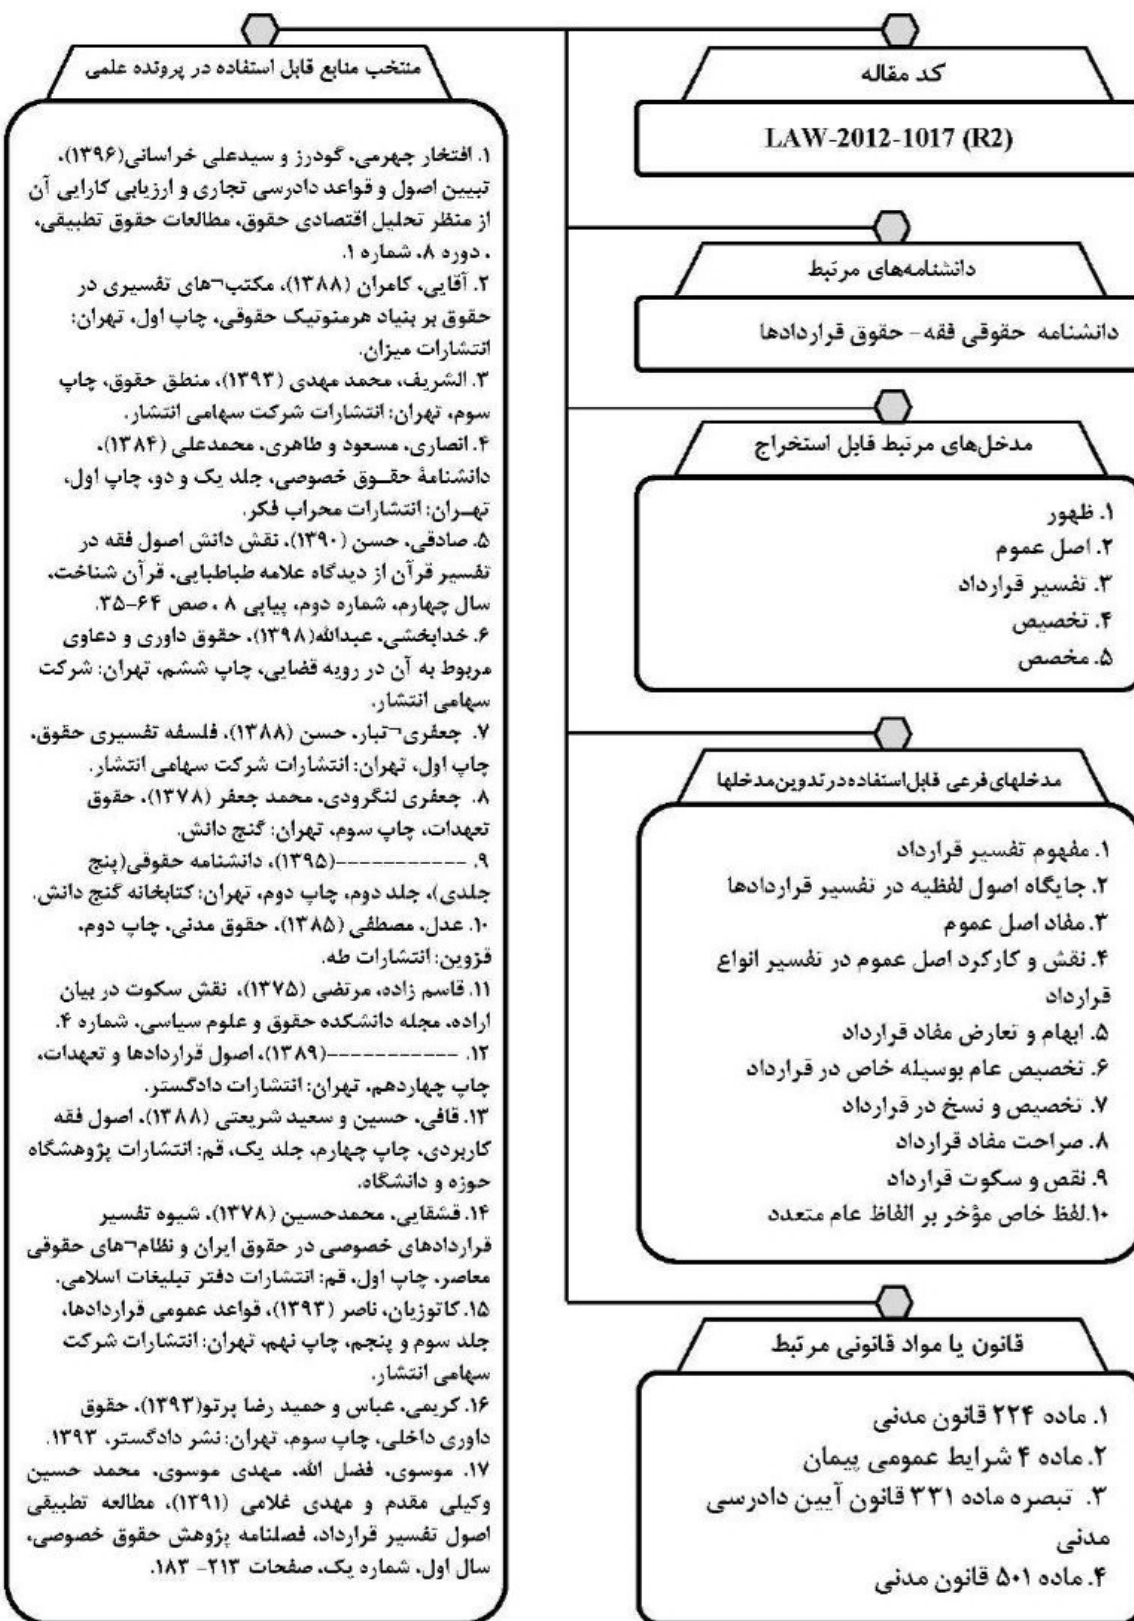 کد مقاله
LAW-2012-1017 (R2)
دانشنامه‌های مرتبط
دانشنامه حقوقی فقه - حقوق قراردادها
مدخل‌های مرتبط قابل استخراج
۱. ظهور
۲. اصل عموم
۳. تفسیر قرارداد
۴. تخصیص
۵. مخصص
مدخلهای فرعی قابل‌استفاده‌در‌تدوین‌مدخلها
۱. مفهوم تفسیر قرارداد
۲. جایگاه اصول لفظیه در تفسیر قراردادها
۳. مفاد اصل عموم
۴. نقش و کارکرد اصل عموم در تفسیر انواع
قرارداد
۵. ابهام و تعارض مفاد قرارداد
۶. تخصیص عام بوسیله خاص در قرارداد
۷. تخصیص و نسخ در قرارداد
۸. صراحت مفاد قرارداد
۹. نقص و سکوت قرارداد
۱۰.لفظ خاص مؤخر بر الفاظ عام متعدد
قانون یا مواد قانونی مرتبط
۱. ماده ۲۲۴ قانون مدنی
۲. ماده ۴ شرایط عمومی پیمان
۳. تبصره ماده ۳۳۱ قانون آیین دادرسی
مدنی
۴. ماده ۵۰۱ قانون مدنی
منتخب منابع قابل استفاده در پرونده علمی
۱. افتخار جهرمی، گودرز و سیدعلی خراسانی(۱۳۹۶)،
تبیین اصول و قواعد دادرسی تجاری و ارزیابی کارایی آن
از منظر تحلیل اقتصادی حقوق، مطالعات حقوق تطبیقی،
، دوره ۸، شماره ۱.
۲. آقایی، کامران (۱۳۸۸)، مکتب¬های تفسیری در
حقوق بر بنیاد هرمنوتیک حقوقی، چاپ اول، تهران:
انتشارات میزان.
۳. الشریف، محمد مهدی (۱۳۹۳)، منطق حقوق، چاپ
سوم، تهران: انتشارات شرکت سهامی انتشار.
۴. انصاری، مسعود و طاهری، محمدعلی (۱۳۸۴)،
دانشنامۀ حقــوق خصوصی، جلد یک و دو، چاپ اول،
تهــران: انتشارات محراب فکر.
۵. صادقی، حسن (۱۳۹۰)، نقش دانش اصول فقه در
تفسیر قرآن از دیدگاه علامه طباطبایی، قرآن شناخت،
سال چهارم، شماره دوم، پیاپی ۸ ، صص ۶۴-۳۵.
۶. خدابخشی، عبدالله(۱۳۹۸)، حقوق داوری و دعاوی
مربوط به آن در رویه قضایی، چاپ ششم، تهران: شرکت
سهامی انتشار.
۷. جعفری¬تبار، حسن (۱۳۸۸)، فلسفه تفسیری حقوق،
چاپ اول، تهران: انتشارات شرکت سهامی انتشار.
۸. جعفری لنگرودی، محمد جعفر (۱۳۷۸)، حقوق
تعهدات، چاپ سوم، تهران: گنج دانش.
۹. -----------(۱۳۹۵)، دانشنامه حقوقی(پنج
جلدی)، جلد دوم، چاپ دوم، تهران: کتابخانه گنج دانش.
۱۰. عدل، مصطفی (۱۳۸۵)، حقوق مدنی، چاپ دوم،
قزوین: انتشارات طه.
۱۱. قاسم زاده، مرتضی (۱۳۷۵)، نقش سکوت در بیان
اراده، مجله دانشکده حقوق و علوم سیاسی، شماره ۴.
۱۲. -----------(۱۳۸۹)، اصول قراردادها و تعهدات،
چاپ چهاردهم، تهران: انتشارات دادگستر.
۱۳. قافی، حسین و سعید شریعتی (۱۳۸۸)، اصول فقه
کاربردی، چاپ چهارم، جلد یک، قم: انتشارات پژوهشگاه
حوزه و دانشگاه.
۱۴. قشقایی، محمدحسین (۱۳۷۸)، شیوه تفسیر
قراردادهای خصوصی در حقوق ایران و نظام¬های حقوقی
معاصر، چاپ اول، قم: انتشارات دفتر تبلیغات اسلامی.
۱۵. کاتوزیان، ناصر (۱۳۹۳)، قواعد عمومی قراردادها،
جلد سوم و پنجم، چاپ نهم، تهران: انتشارات شرکت
سهامی انتشار.
۱۶. کریمی، عباس و حمید رضا پرتو(۱۳۹۳)، حقوق
داوری داخلی، چاپ سوم، تهران: نشر دادگستر، ۱۳۹۳.
۱۷. موسوی، فضل الله، مهدی موسوی، محمد حسین
وکیلی مقدم و مهدی غلامی (۱۳۹۱)، مطالعه تطبیقی
اصول تفسیر قرارداد، فصلنامه پژوهش حقوق خصوصی،
سال اول، شماره یک، صفحات ۲۱۳- ۱۸۳.